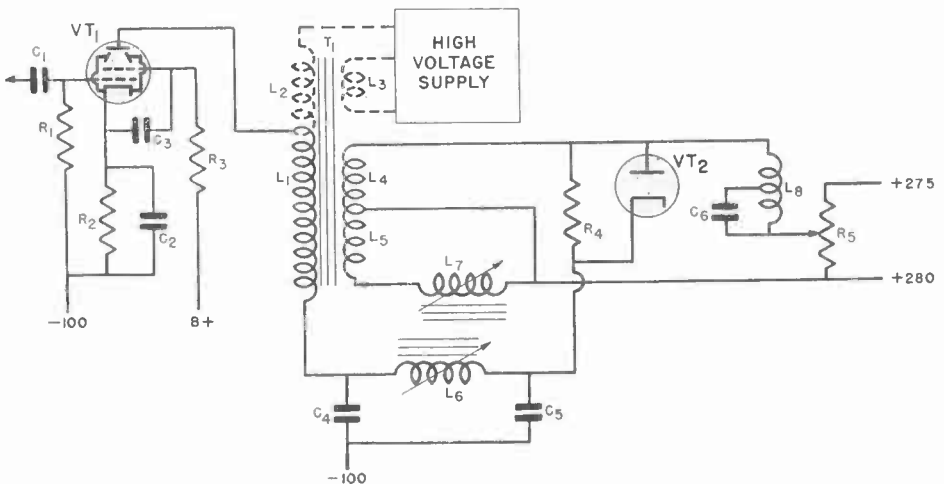 VT1
C1
T1
HIGH
VOLTAGE
SUPPLY
L2
L3
R1
C3
R3
L1
L4
VT2
L8
+275
C6
R2
C2
L5
R4
R5
L7
+280
-100
B+
L6
C4
C5
-100